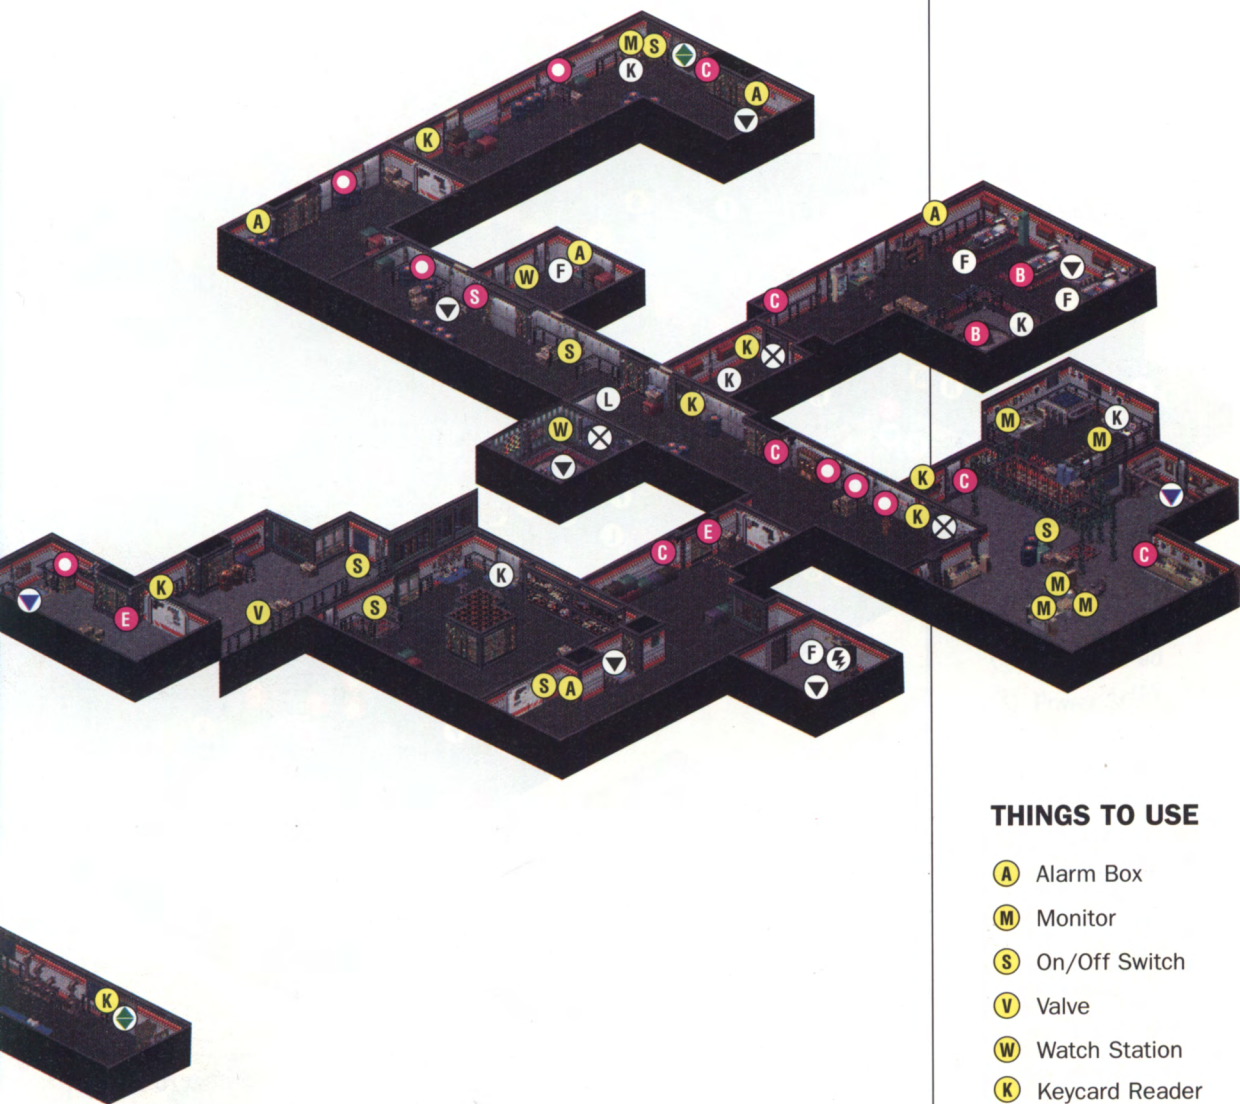 M S C
K
A
K
A
A
A
W F
F
B
F
S
C
K
B
S
K
K
L
K
M K
M
W
C
K C
K
E
C
S
C
K
S
K
M
M M
E
V
S
F
S A
THINGS TO USE
A Alarm Box
M Monitor
S On/Off Switch
V Valve
W Watch Station
K Keycard Reader
K